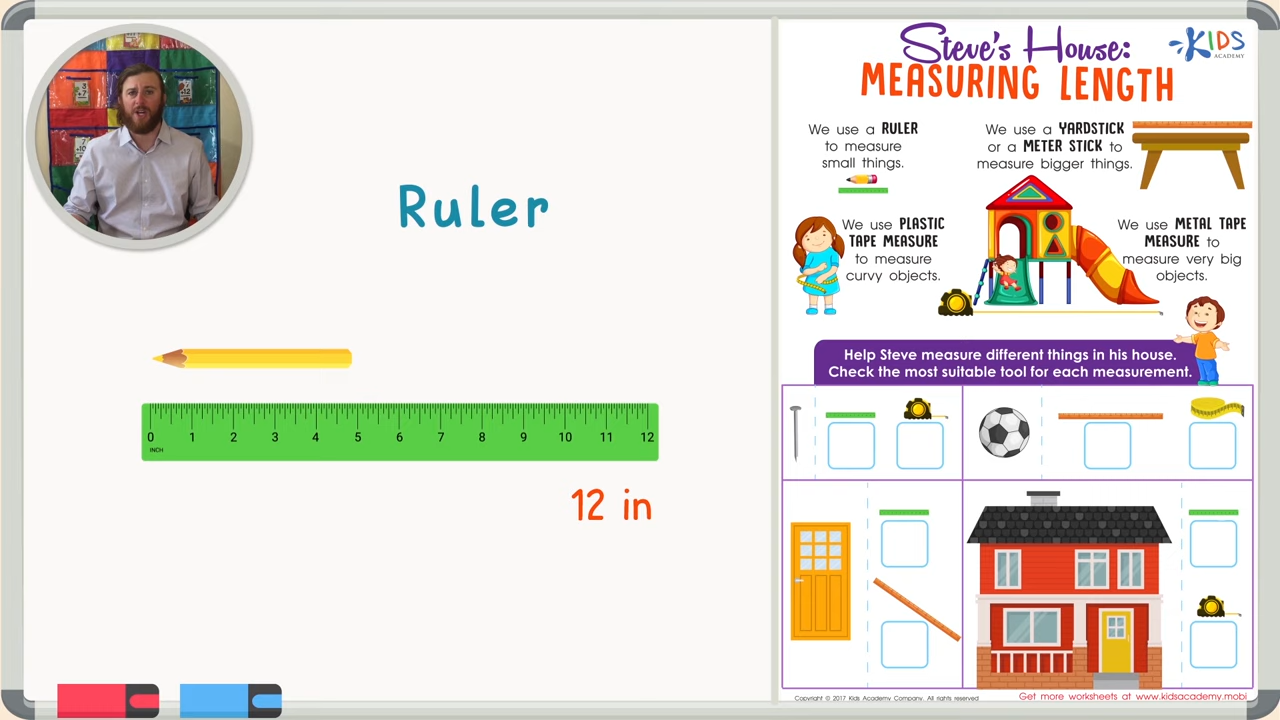 Ruler
0 1 2 3 4 5 6 7 8 9 10 11 12
INCH
12 in
Steve's House:
MEASURING LENGTH
KIDS
ACADEMY
We use a RULER
to measure
small things.
We use a YARDSTICK
or a METER STICK to
measure bigger things.
We use PLASTIC
TAPE MEASURE
to measure
curvy objects.
We use METAL TAPE
MEASURE to
measure very big
objects.
Help Steve measure different things in his house.
Check the most suitable tool for each measurement.
Copyright © 2017 Kids Academy Company. All rights reserved
Get more worksheets at www.kidsacademy.mobi